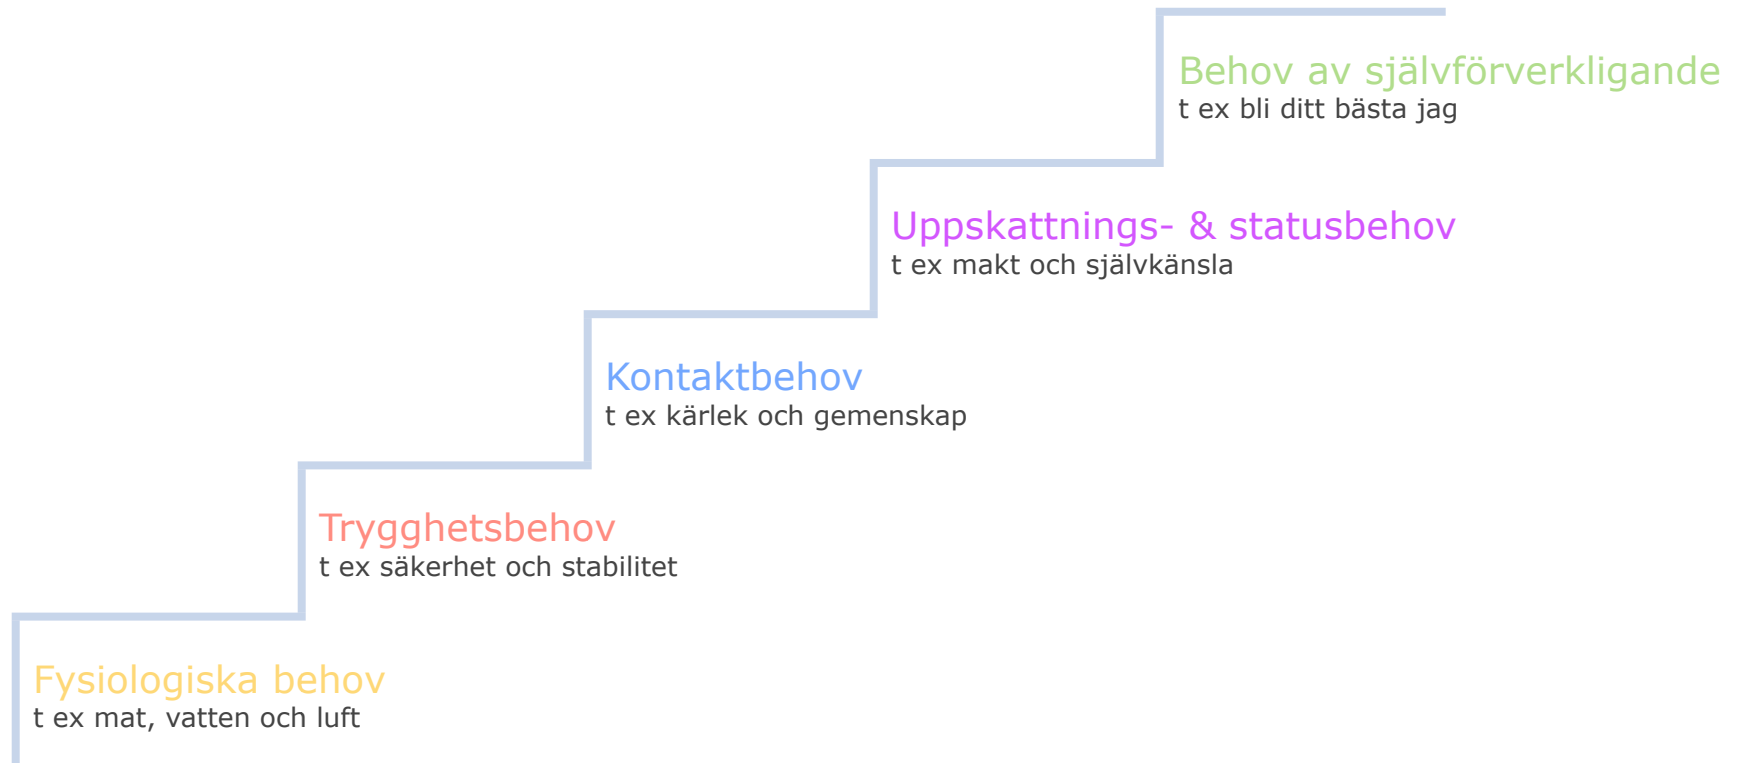 Behov av självförverkligande
t ex bli ditt bästa jag
Uppskattnings- & statusbehov
t ex makt och självkänsla
Kontaktbehov
t ex kärlek och gemenskap
Trygghetsbehov
t ex säkerhet och stabilitet
Fysiologiska behov
t ex mat, vatten och luft